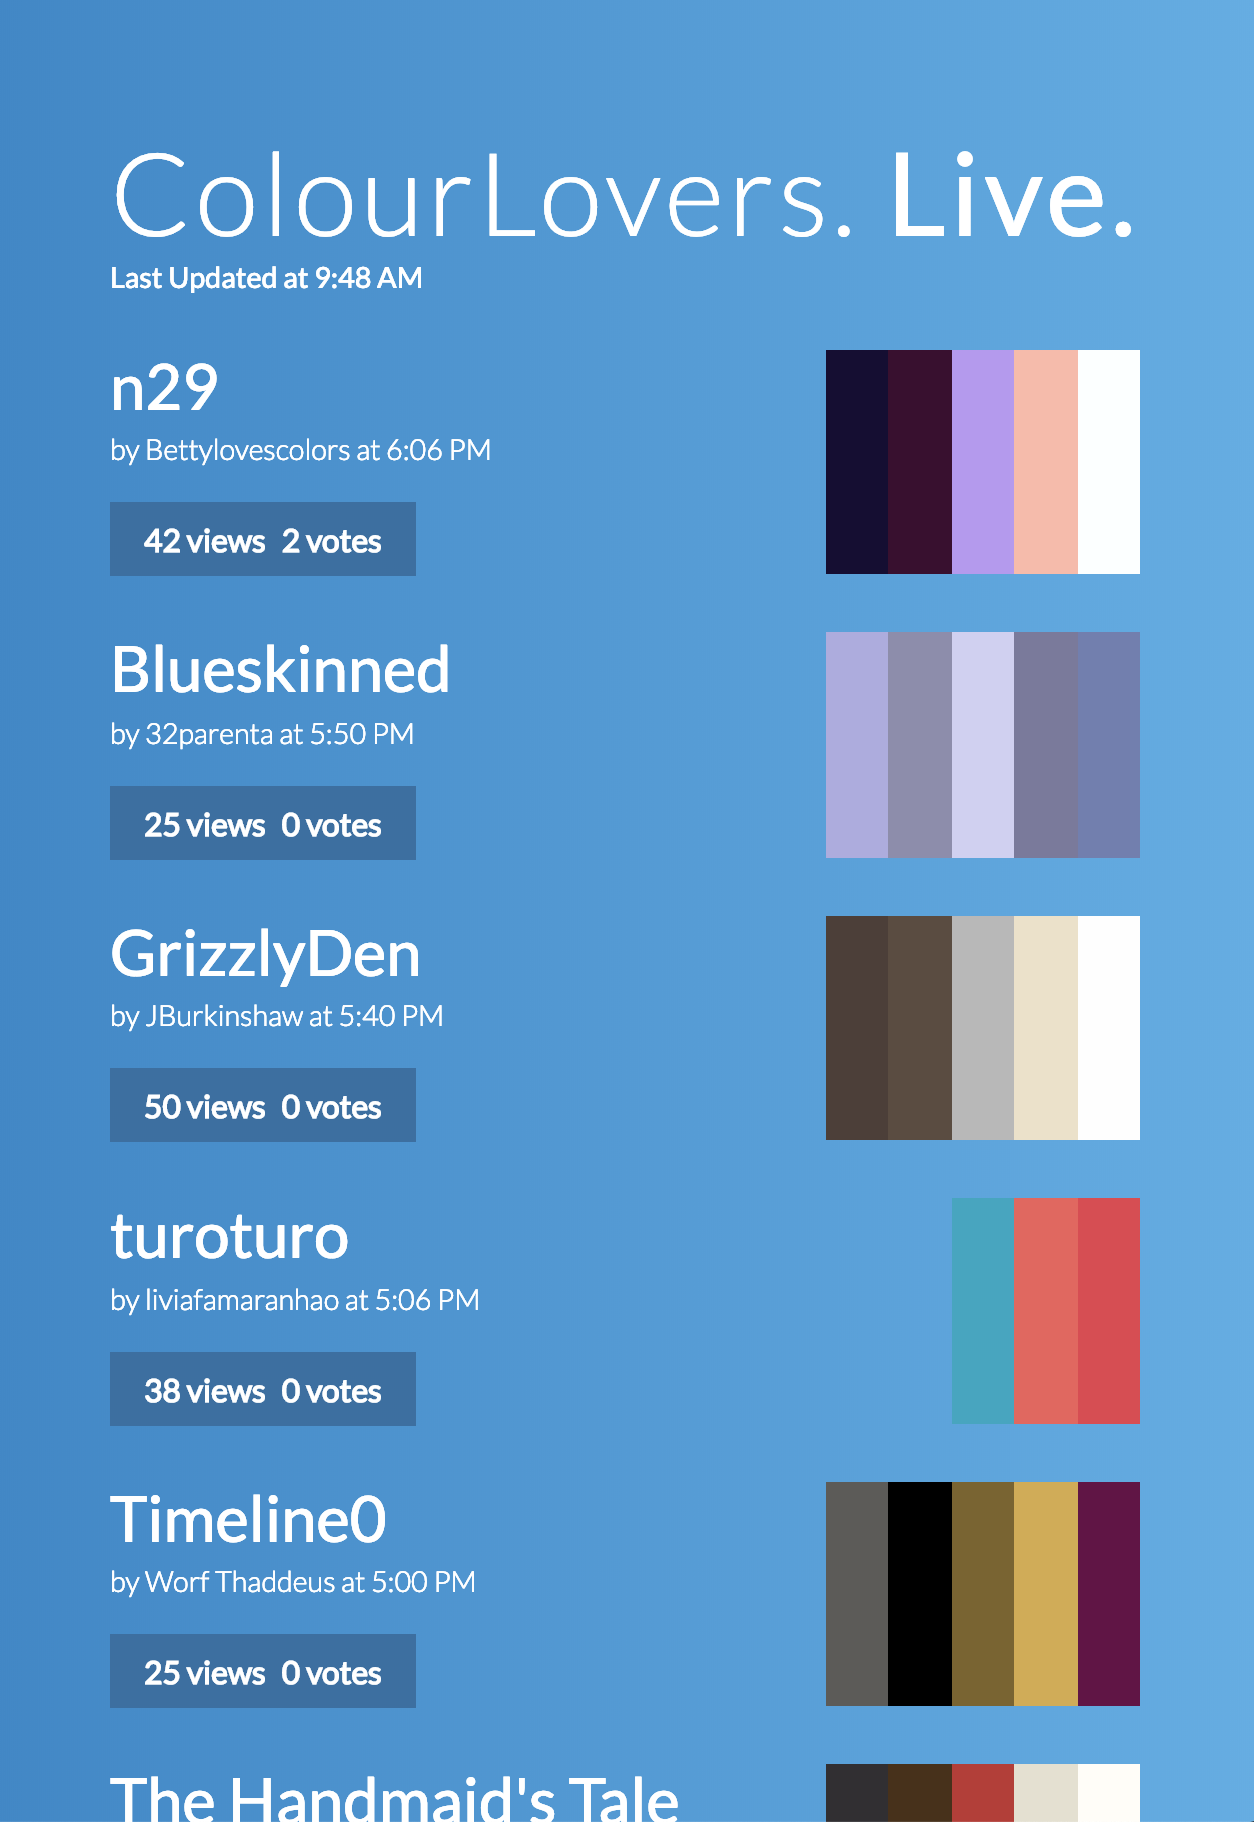 ColourLovers. Live.
Last Updated at 9:48 AM
n29
by Bettylovescolors at 6:06 PM
42 views 2 votes
Blueskinned
by 32parenta at 5:50 PM
25 views 0 votes
GrizzlyDen
by JBurkinshaw at 5:40 PM
50 views 0 votes
turoturo
by liviafamaranhao at 5:06 PM
38 views 0 votes
Timeline0
by Worf Thaddeus at 5:00 PM
25 views 0 votes
The Handmaid's Tale